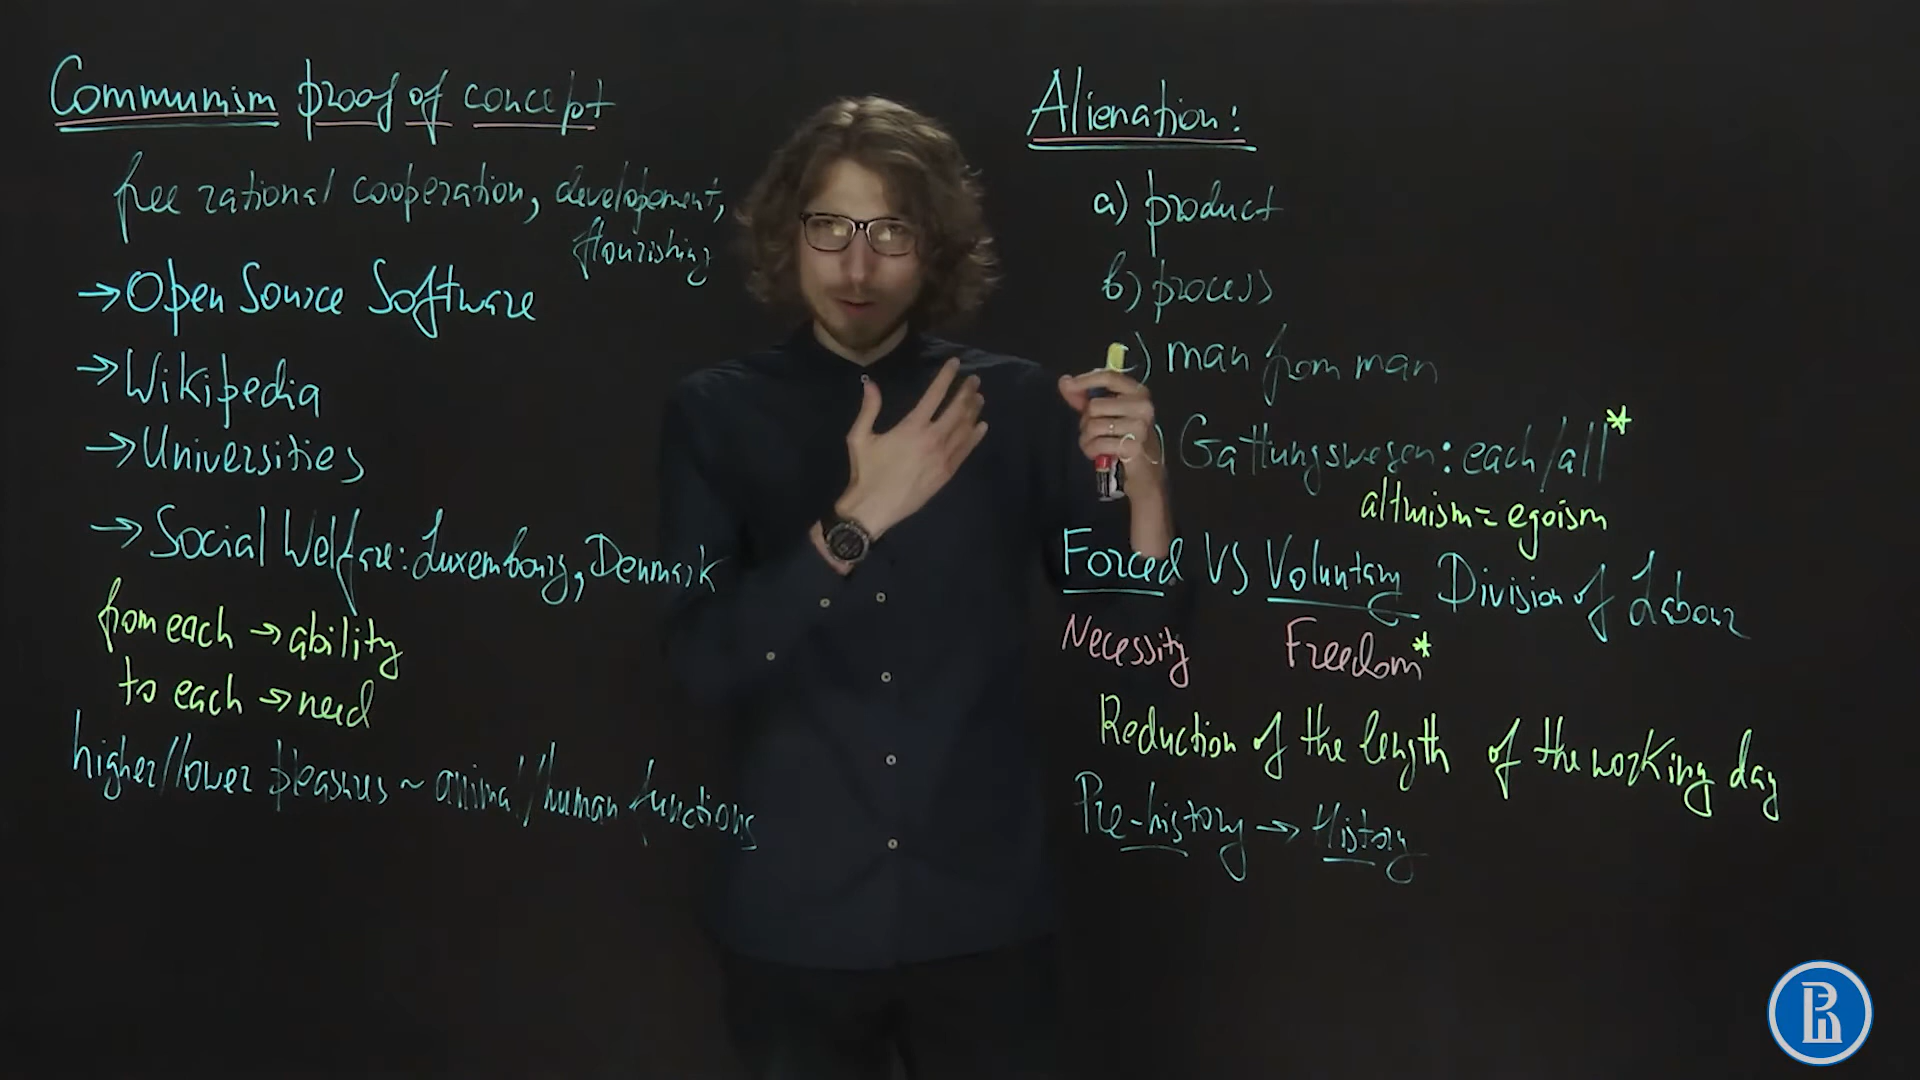 Communism proof of concept
free rational cooperation, development,
flourishing
→ Open Source Software
→ Wikipedia
→ Universities
→ Social Welfare: Luxembourg, Denmark
from each → ability
to each → need
higher/lower pleasures ~ animal/human functions
Alienation:
a) product
b) process
c) man from man
d) Gattungswesen: each/all*
altruism = egoism
Forced VS Voluntary Division of Labour
Necessity Freedom*
Reduction of the length of the working day
Pre-history → History